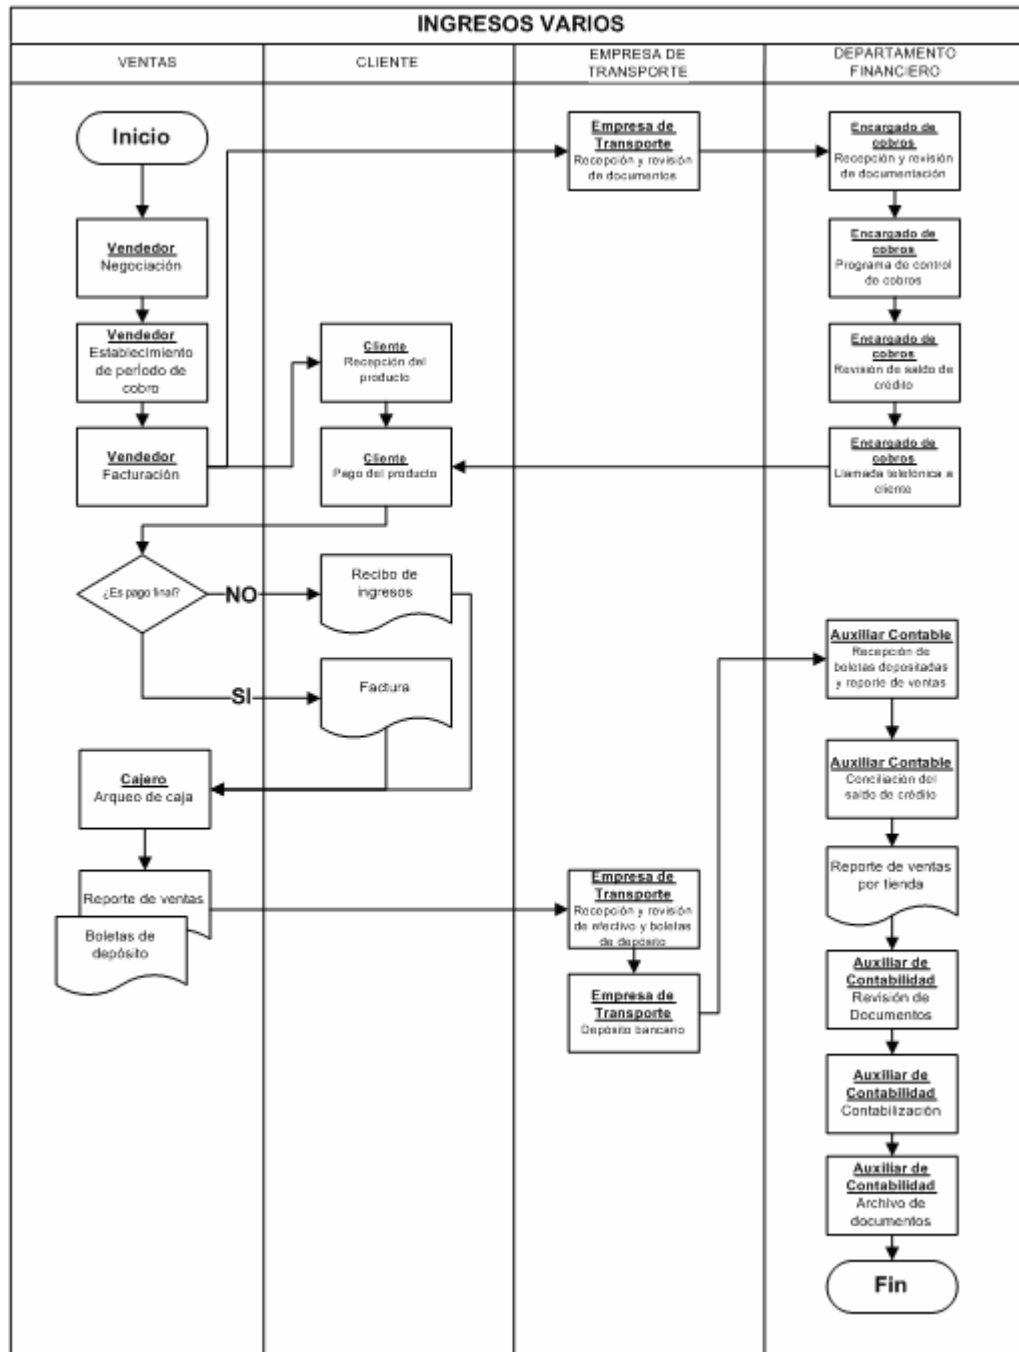 INGRESOS VARIOS
VENTAS
CLIENTE
EMPRESA DE
TRANSPORTE
DEPARTAMENTO
FINANCIERO
Inicio
Empresa de
Transporte
Recepción y revisión
de documentos
Encargado de
cobros
Recepción y revisión
de documentación
Vendedor
Negociación
Encargado de
cobros
Programa de control
de cobros
Vendedor
Establecimiento
de período de
cobro
Cliente
Recepción del
producto
Encargado de
cobros
Revisión de saldo de
crédito
Vendedor
Facturación
Cliente
Pago del producto
Encargado de
cobros
Llamada telefónica a
cliente
¿Es pago final?
NO
Recibo de
ingresos
SI
Factura
Auxiliar Contable
Recepción de
boletas depositadas
y reporte de ventas
Cajero
Arqueo de caja
Auxiliar Contable
Conciliación del
saldo de crédito
Reporte de ventas
Boletas de
depósito
Empresa de
Transporte
Recepción y revisión
de efectivo y boletas
de depósito
Reporte de ventas
por tienda
Empresa de
Transporte
Depósito bancario
Auxiliar de
Contabilidad
Revisión de
Documentos
Auxiliar de
Contabilidad
Contabilización
Auxiliar de
Contabilidad
Archivo de
documentos
Fin